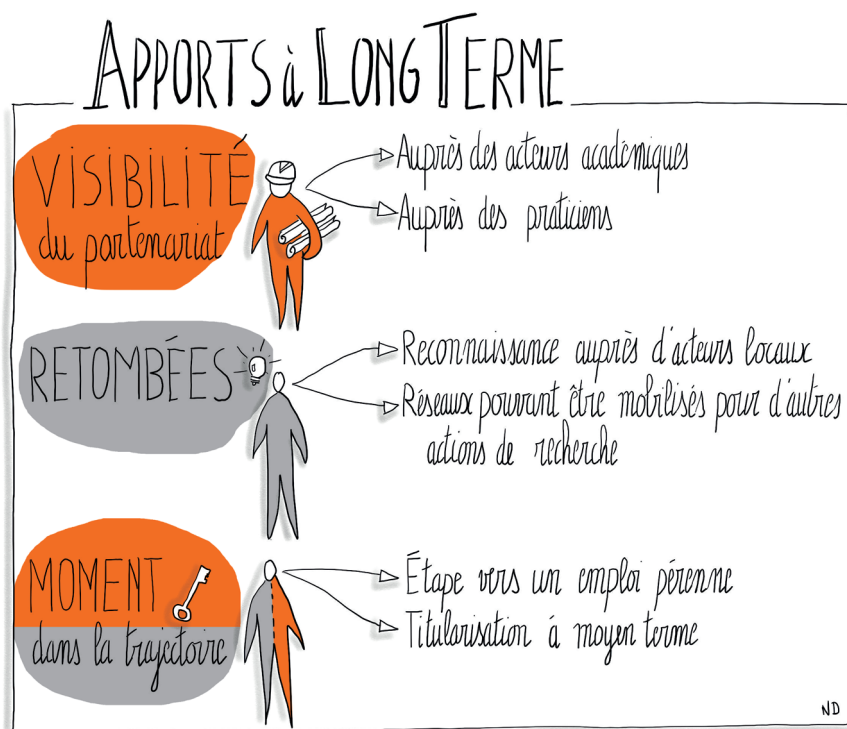 APPORTS à LONG TERME
VISIBILITÉ
du partenariat
Auprès des acteurs académiques
Auprès des praticiens
RETOMBÉES
Reconnaissance auprès d'acteurs locaux
Réseaux pouvant être mobilisés pour d'autres
actions de recherche
MOMENT
dans la trajectoire
Étape vers un emploi pérenne
Titularisation à moyen terme
ND